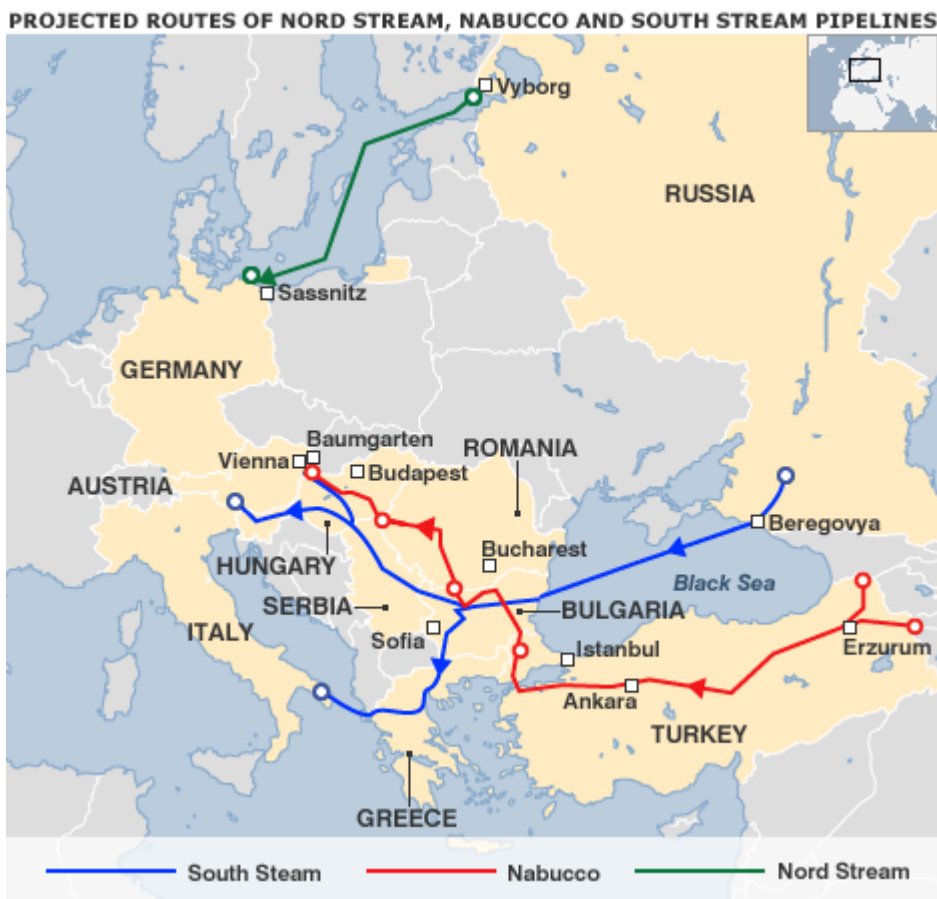 PROJECTED ROUTES OF NORD STREAM, NABUCCO AND SOUTH STREAM PIPELINES
Vyborg
RUSSIA
Sassnitz
GERMANY
Baumgarten
Vienna
Budapest
ROMANIA
AUSTRIA
Beregovya
HUNGARY
Bucharest
Black Sea
SERBIA
BULGARIA
ITALY
Sofia
Istanbul
Erzurum
Ankara
TURKEY
GREECE
South Steam
Nabucco
Nord Stream